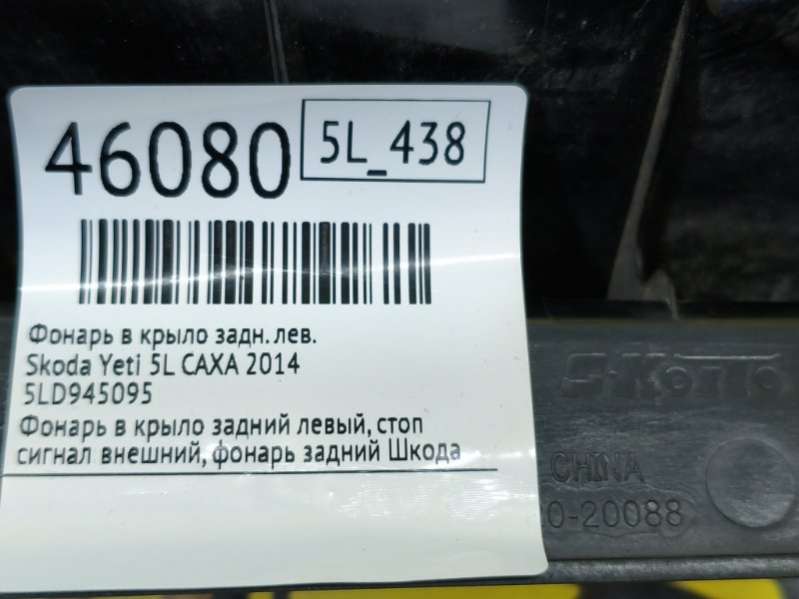 46080
5L_438
Фонарь в крыло задн. лев.
Skoda Yeti 5L CAXA 2014
5LD945095
Фонарь в крыло задний левый, стоп
сигнал внешний, фонарь задний Шкода
CHINA
0-20088